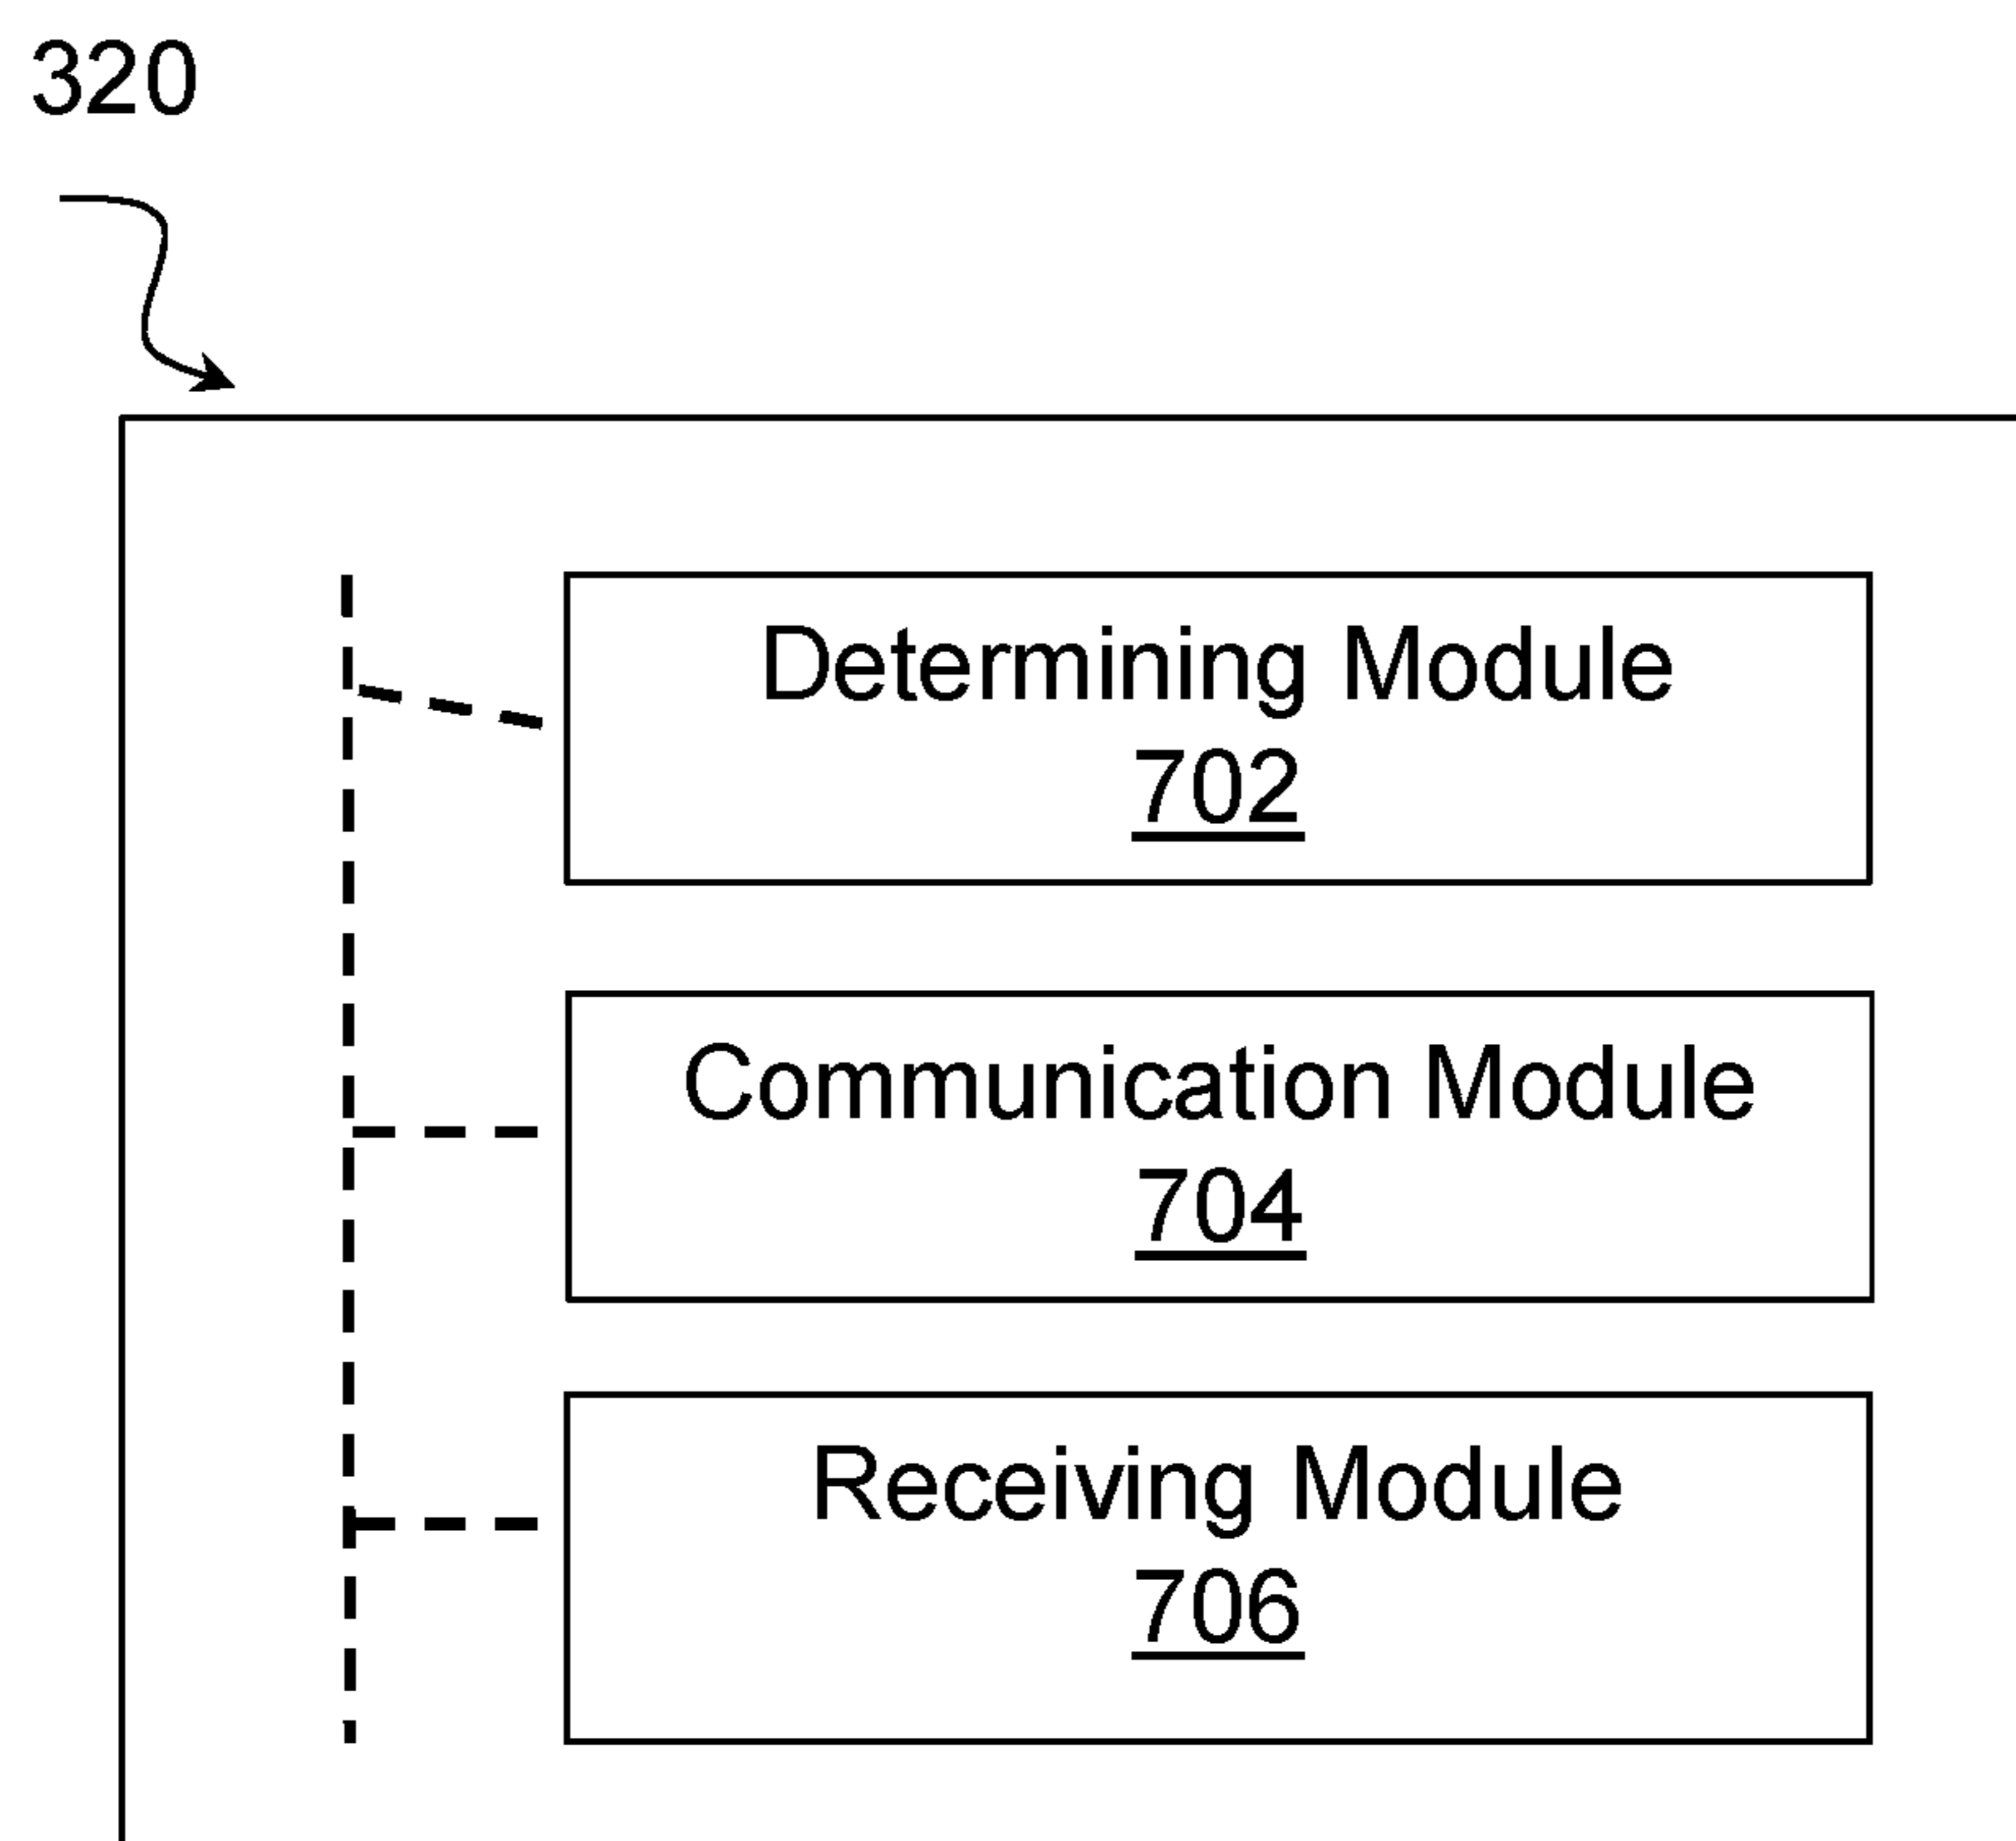 320
Determining Module
702
Communication Module
704
Receiving Module
706